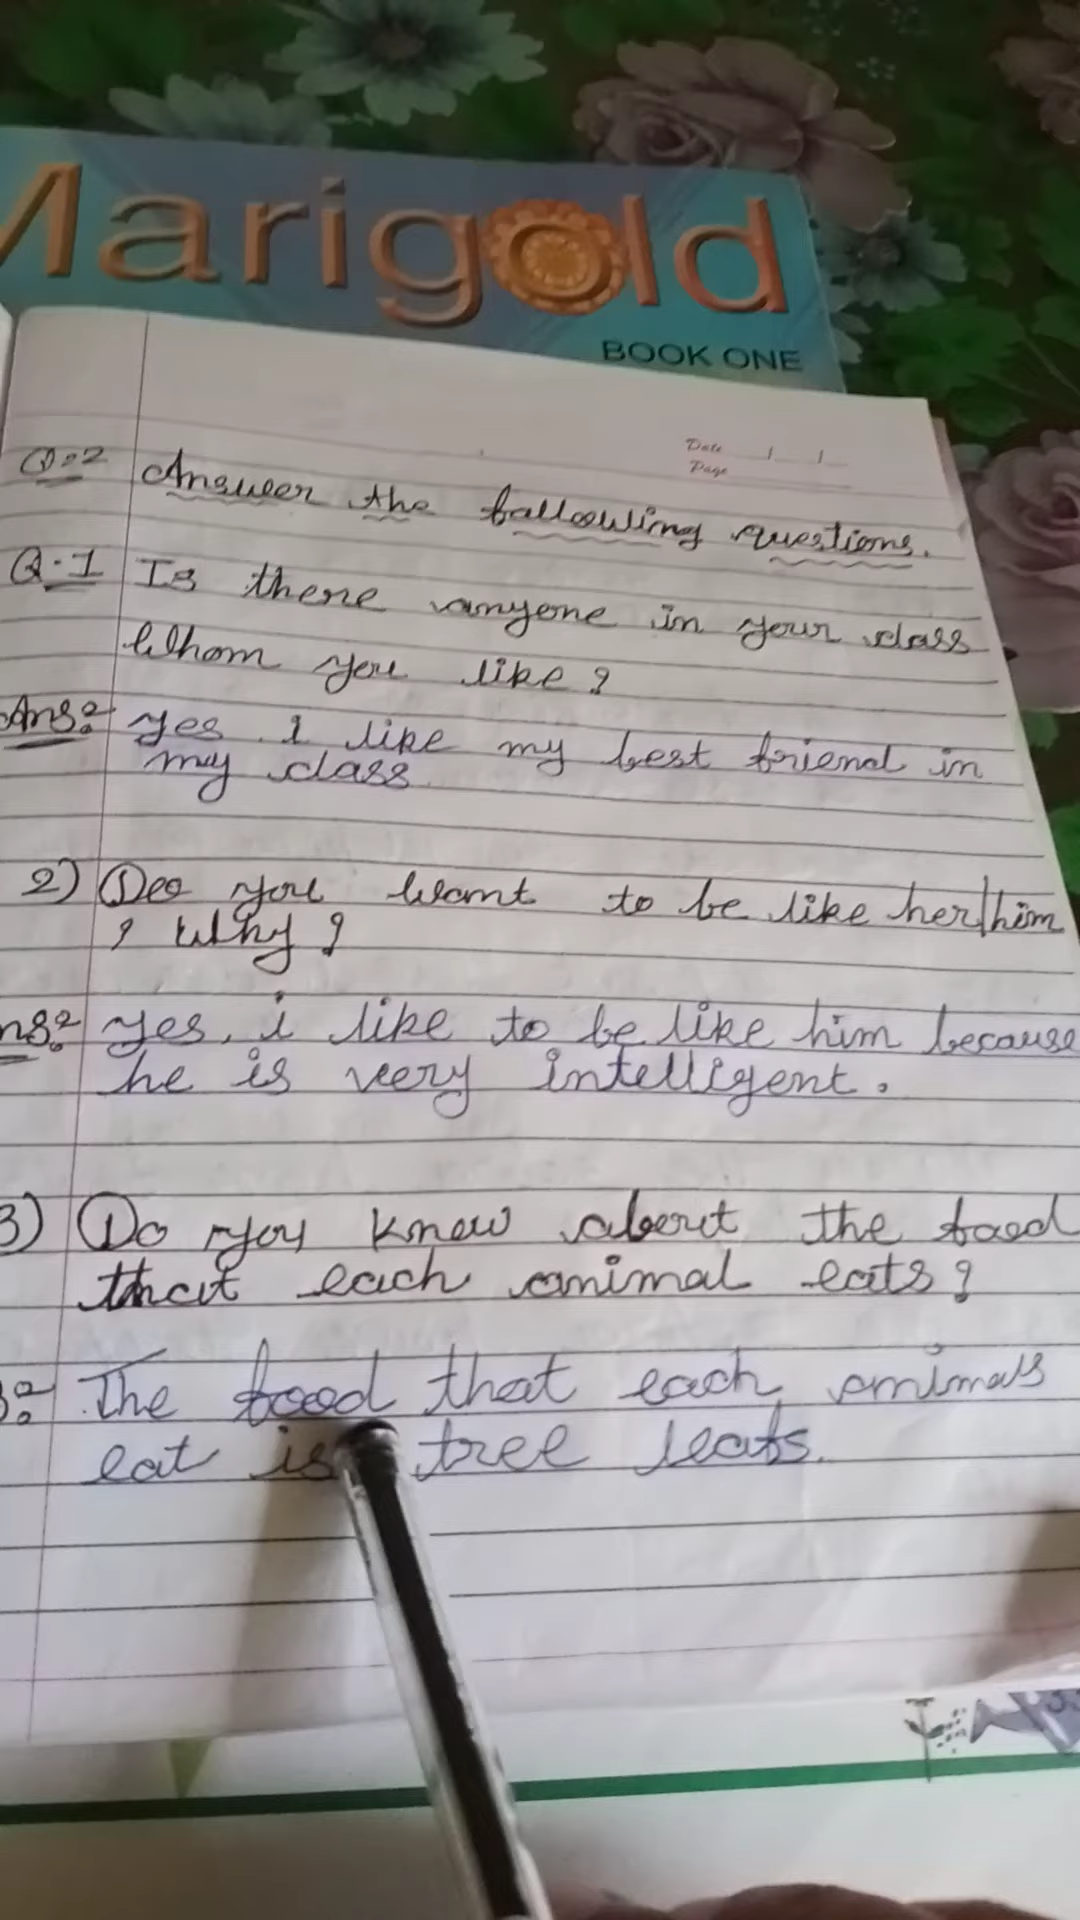 Marigold
BOOK ONE
Date
Page
Q.2 Answer the following questions.
Q.1 Is there anyone in your class
whom you like?
Ans: yes i like my best friend in
my class
2) Do you want to be like her/him
? Why?
ns: yes, i like to be like him because
he is very intelligent.
3) Do you know about the food
that each animal eats?
s: The food that each animals
eat is tree leafs.